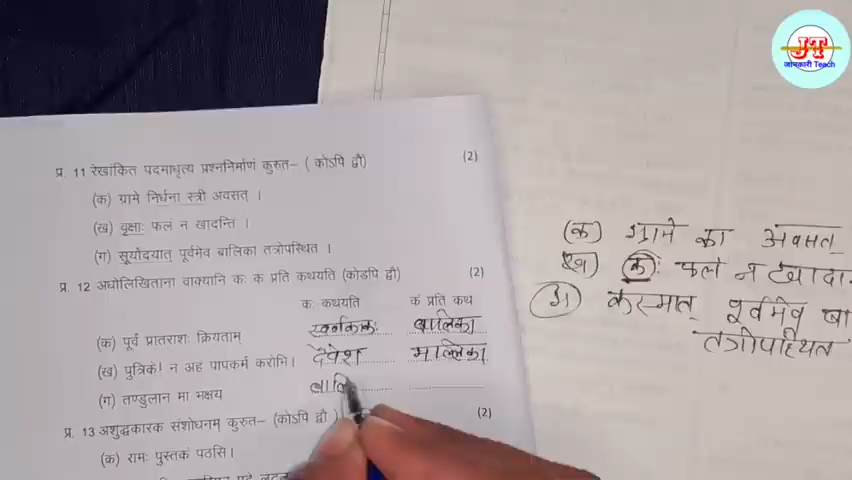 JT
जानकारी Teach
प्र. 11 रेखांकित पदमाधृत्य प्रश्ननिर्माणं कुरुत– ( कोऽपि द्वौ) (2)
(क) ग्रामे निर्धना स्त्री अवसत् ।
(ख) वृक्षाः फलं न खादन्ति ।
(ग) सूर्योदयात् पूर्वमेव बालिका तत्रोपस्थित ।
प्र. 12 अधोलिखिताना वाक्यानि कः क प्रति कथयति (कोडपि द्वौ) (2)
कः कथयति कं प्रति कथ
(क) पूर्वं प्रातराशः क्रियताम् स्वर्णकाकः बालिका
(ख) पुत्रिके! न अह पापकर्म करोभि। देवेश मल्लिका
(ग) तण्डुलान मा भक्षय बालि
प्र. 13 अशुद्धकारक संशोधनम् कुरुत– (कोऽपि द्वौ ) (2)
(क) रामः पुस्तकं पठसि।
(क) ग्रामे का अवसत्
ख) कः फलं न खाद
ग) कस्मात् पूर्वमेव बा
तत्रोपस्थित